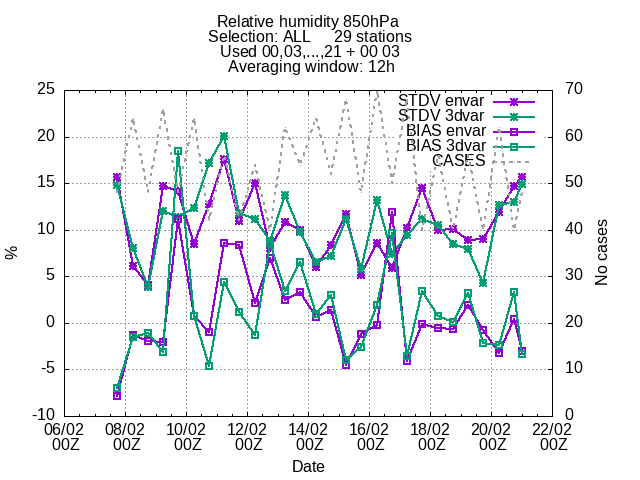 Relative humidity 850hPa
Selection: ALL     29 stations
Used 00,03,...,21 + 00 03
Averaging window: 12h
STDV envar
STDV 3dvar
BIAS envar
BIAS 3dvar
CASES
25
20
15
10
5
0
-5
-10
%
70
60
50
40
30
20
10
0
No cases
06/02 08/02 10/02 12/02 14/02 16/02 18/02 20/02 22/02
00Z 00Z 00Z 00Z 00Z 00Z 00Z 00Z 00Z
Date